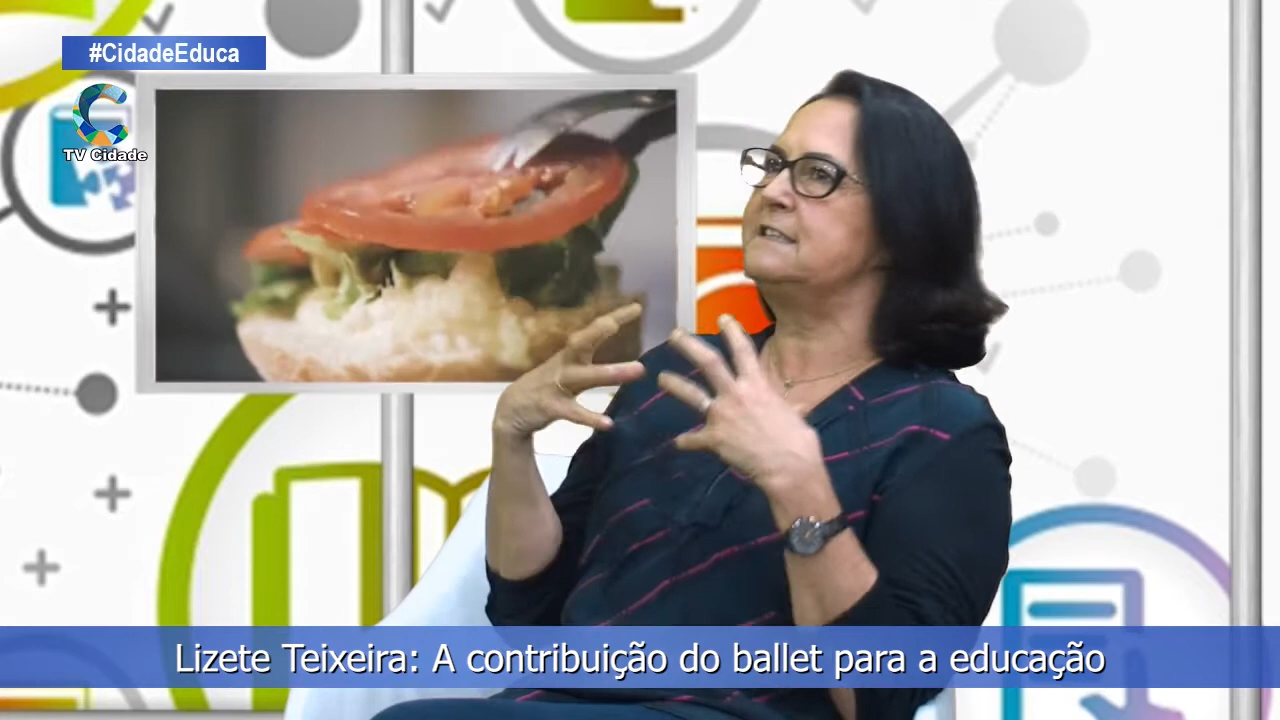 #CidadeEduca
TV Cidade
Lizete Teixeira: A contribuição do ballet para a educação